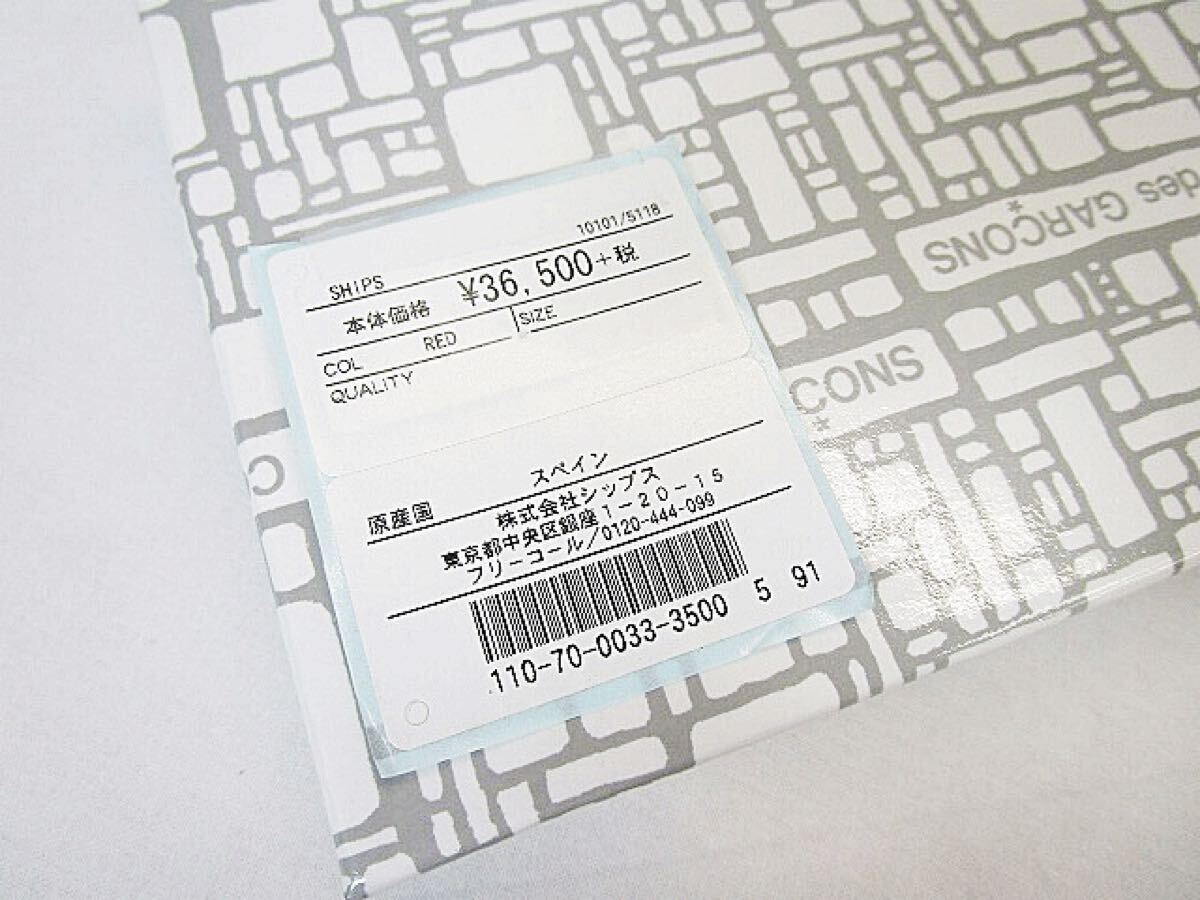 10101/5118
SHIPS
本体価格 ¥36,500+税
COL RED SIZE
QUALITY
原産国 スペイン
株式会社シップス
東京都中央区銀座1-20-15
フリーコール/0120-444-099
110-70-0033-3500 5 91
des GARÇONS
ÇONS
C